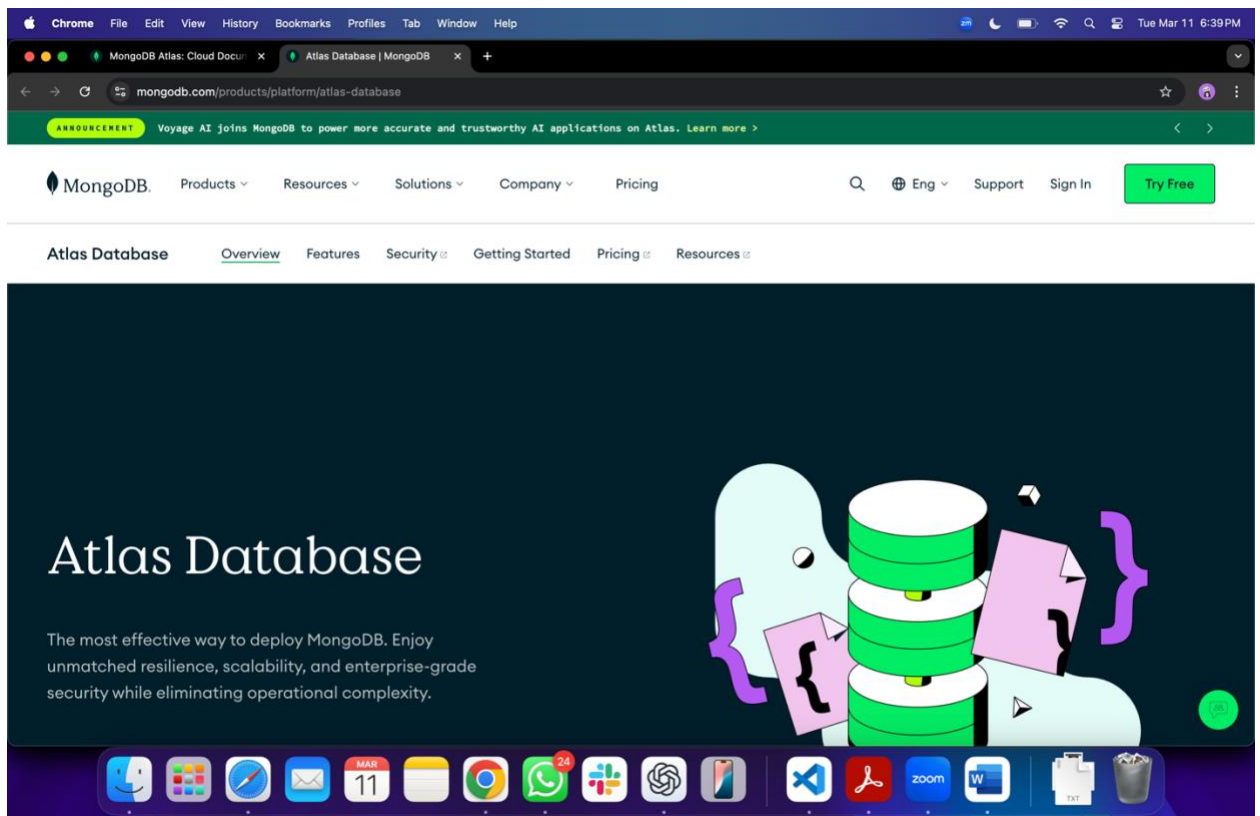 Chrome File Edit View History Bookmarks Profiles Tab Window Help zm Tue Mar 11 6:39 PM
MongoDB Atlas: Cloud Docum Atlas Database | MongoDB
mongodb.com/products/platform/atlas-database
ANNOUNCEMENT Voyage AI joins MongoDB to power more accurate and trustworthy AI applications on Atlas. Learn more >
MongoDB. Products Resources Solutions Company Pricing Eng Support Sign In Try Free
Atlas Database Overview Features Security Getting Started Pricing Resources
Atlas Database
The most effective way to deploy MongoDB. Enjoy
unmatched resilience, scalability, and enterprise-grade
security while eliminating operational complexity.
MAR 24
11 zoom W
TXT